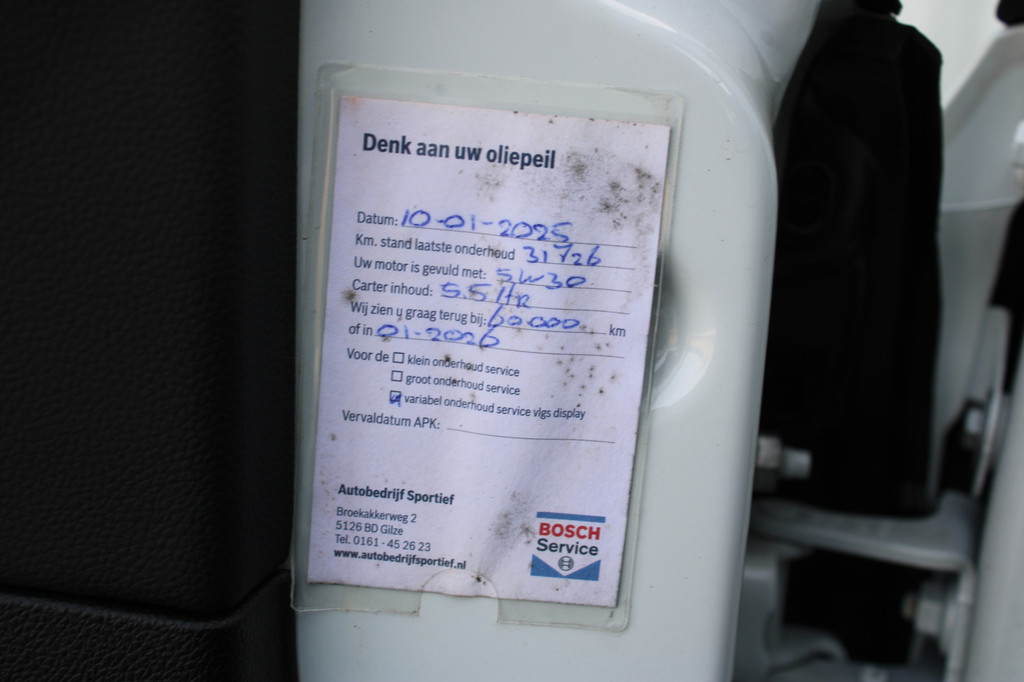 Denk aan uw oliepeil
Datum: 10-01-2025
Km. stand laatste onderhoud 31726
Uw motor is gevuld met: 5W30
Carter inhoud: 5.5 ltr
Wij zien u graag terug bij: 60000 km
of in 01-2026
Voor de ☐ klein onderhoud service
☐ groot onderhoud service
☑ variabel onderhoud service vlgs display
Vervaldatum APK:
Autobedrijf Sportief
Broekakkerweg 2
5126 BD Gilze
Tel. 0161 - 45 26 23
www.autobedrijfsportief.nl
BOSCH
Service